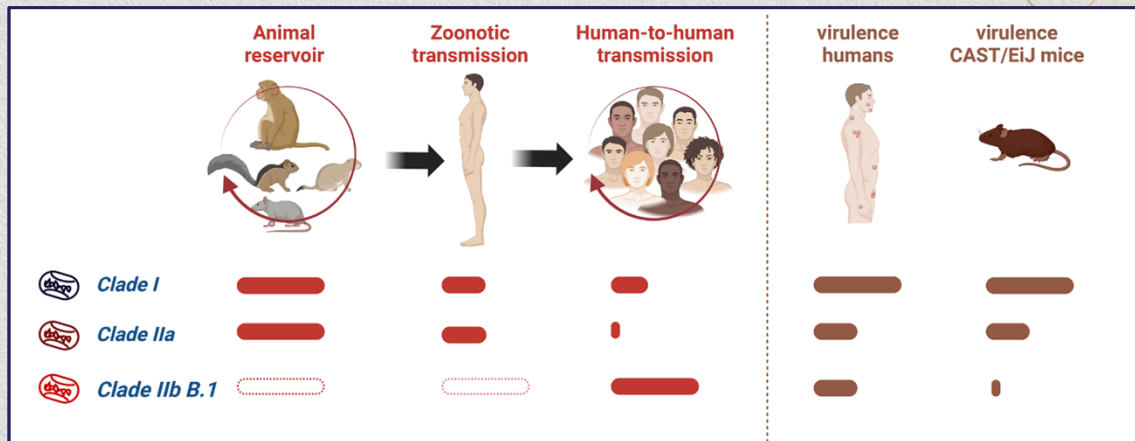 Animal
reservoir
Zoonotic
transmission
Human-to-human
transmission
virulence
humans
virulence
CAST/EiJ mice
Clade I
Clade IIa
Clade IIb B.1